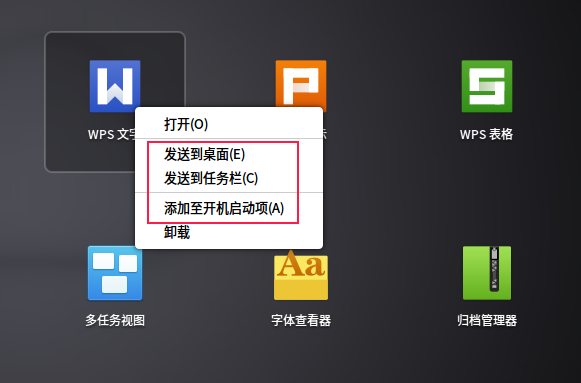 WPS 文字
示
WPS 表格
打开(O)
发送到桌面(E)
发送到任务栏(C)
添加至开机启动项(A)
卸载
Aa
多任务视图
字体查看器
归档管理器